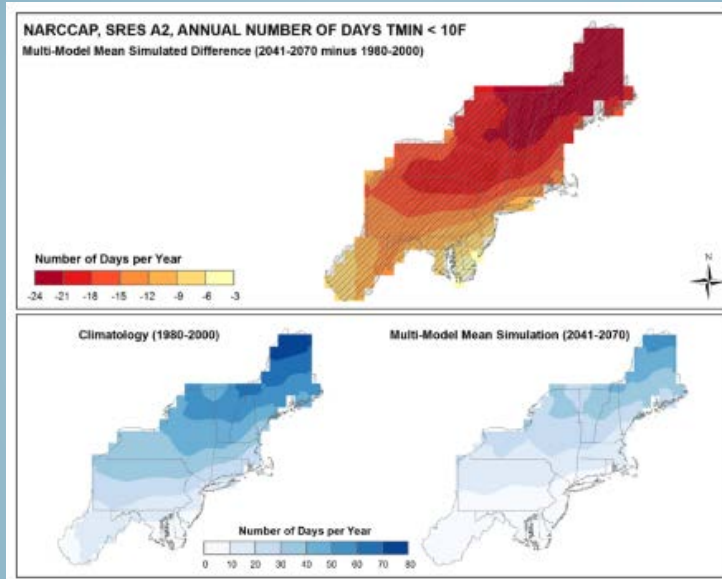 NARCCAP, SRES A2, ANNUAL NUMBER OF DAYS TMIN < 10F
Multi-Model Mean Simulated Difference (2041-2070 minus 1980-2000)
Number of Days per Year
-24 -21 -18 -15 -12 -9 -6 -3
N
Climatology (1980-2000)
Multi-Model Mean Simulation (2041-2070)
Number of Days per Year
0 10 20 30 40 50 60 70 80